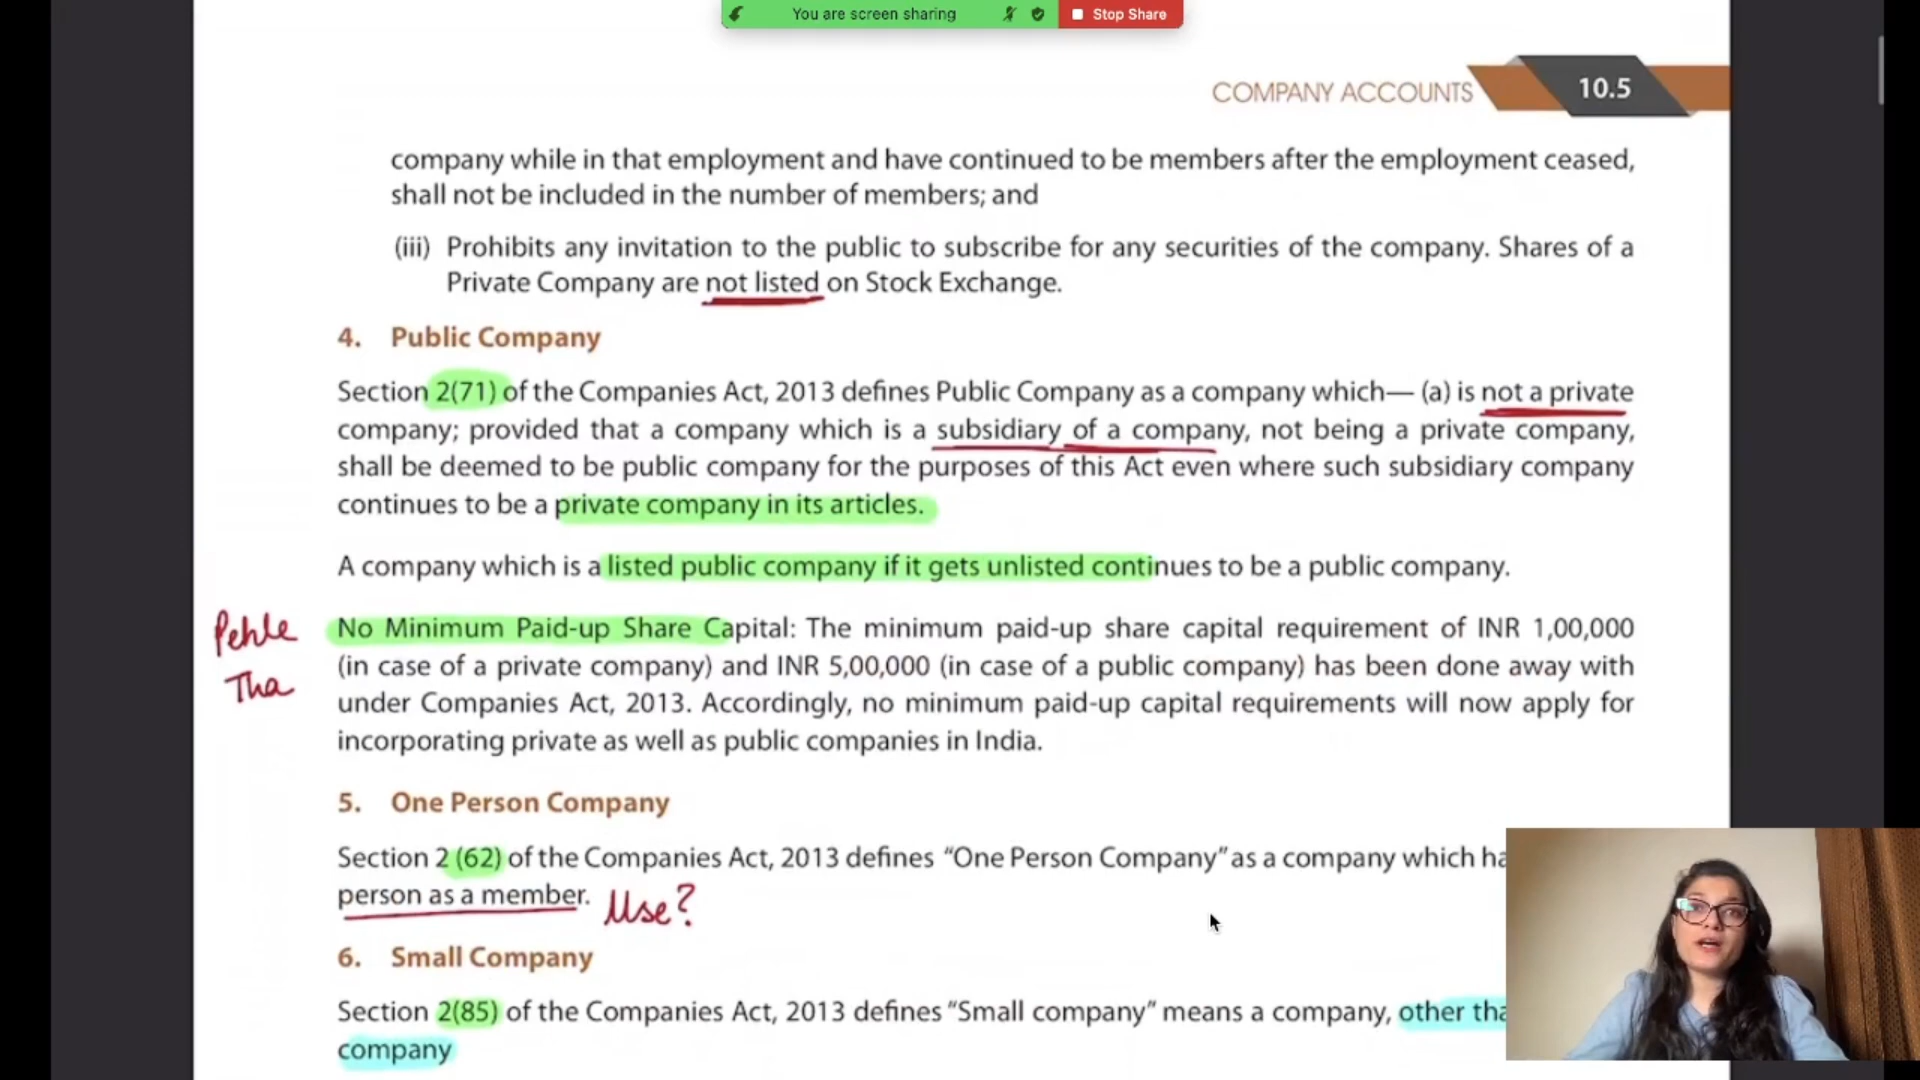 You are screen sharing
Stop Share
COMPANY ACCOUNTS 10.5
company while in that employment and have continued to be members after the employment ceased,
shall not be included in the number of members; and
(iii) Prohibits any invitation to the public to subscribe for any securities of the company. Shares of a
Private Company are not listed on Stock Exchange.
4. Public Company
Section 2(71) of the Companies Act, 2013 defines Public Company as a company which— (a) is not a private
company; provided that a company which is a subsidiary of a company, not being a private company,
shall be deemed to be public company for the purposes of this Act even where such subsidiary company
continues to be a private company in its articles.
A company which is a listed public company if it gets unlisted continues to be a public company.
Pehle
Tha
No Minimum Paid-up Share Capital: The minimum paid-up share capital requirement of INR 1,00,000
(in case of a private company) and INR 5,00,000 (in case of a public company) has been done away with
under Companies Act, 2013. Accordingly, no minimum paid-up capital requirements will now apply for
incorporating private as well as public companies in India.
5. One Person Company
Section 2 (62) of the Companies Act, 2013 defines “One Person Company” as a company which ha
person as a member. Use?
6. Small Company
Section 2(85) of the Companies Act, 2013 defines “Small company” means a company, other tha
company